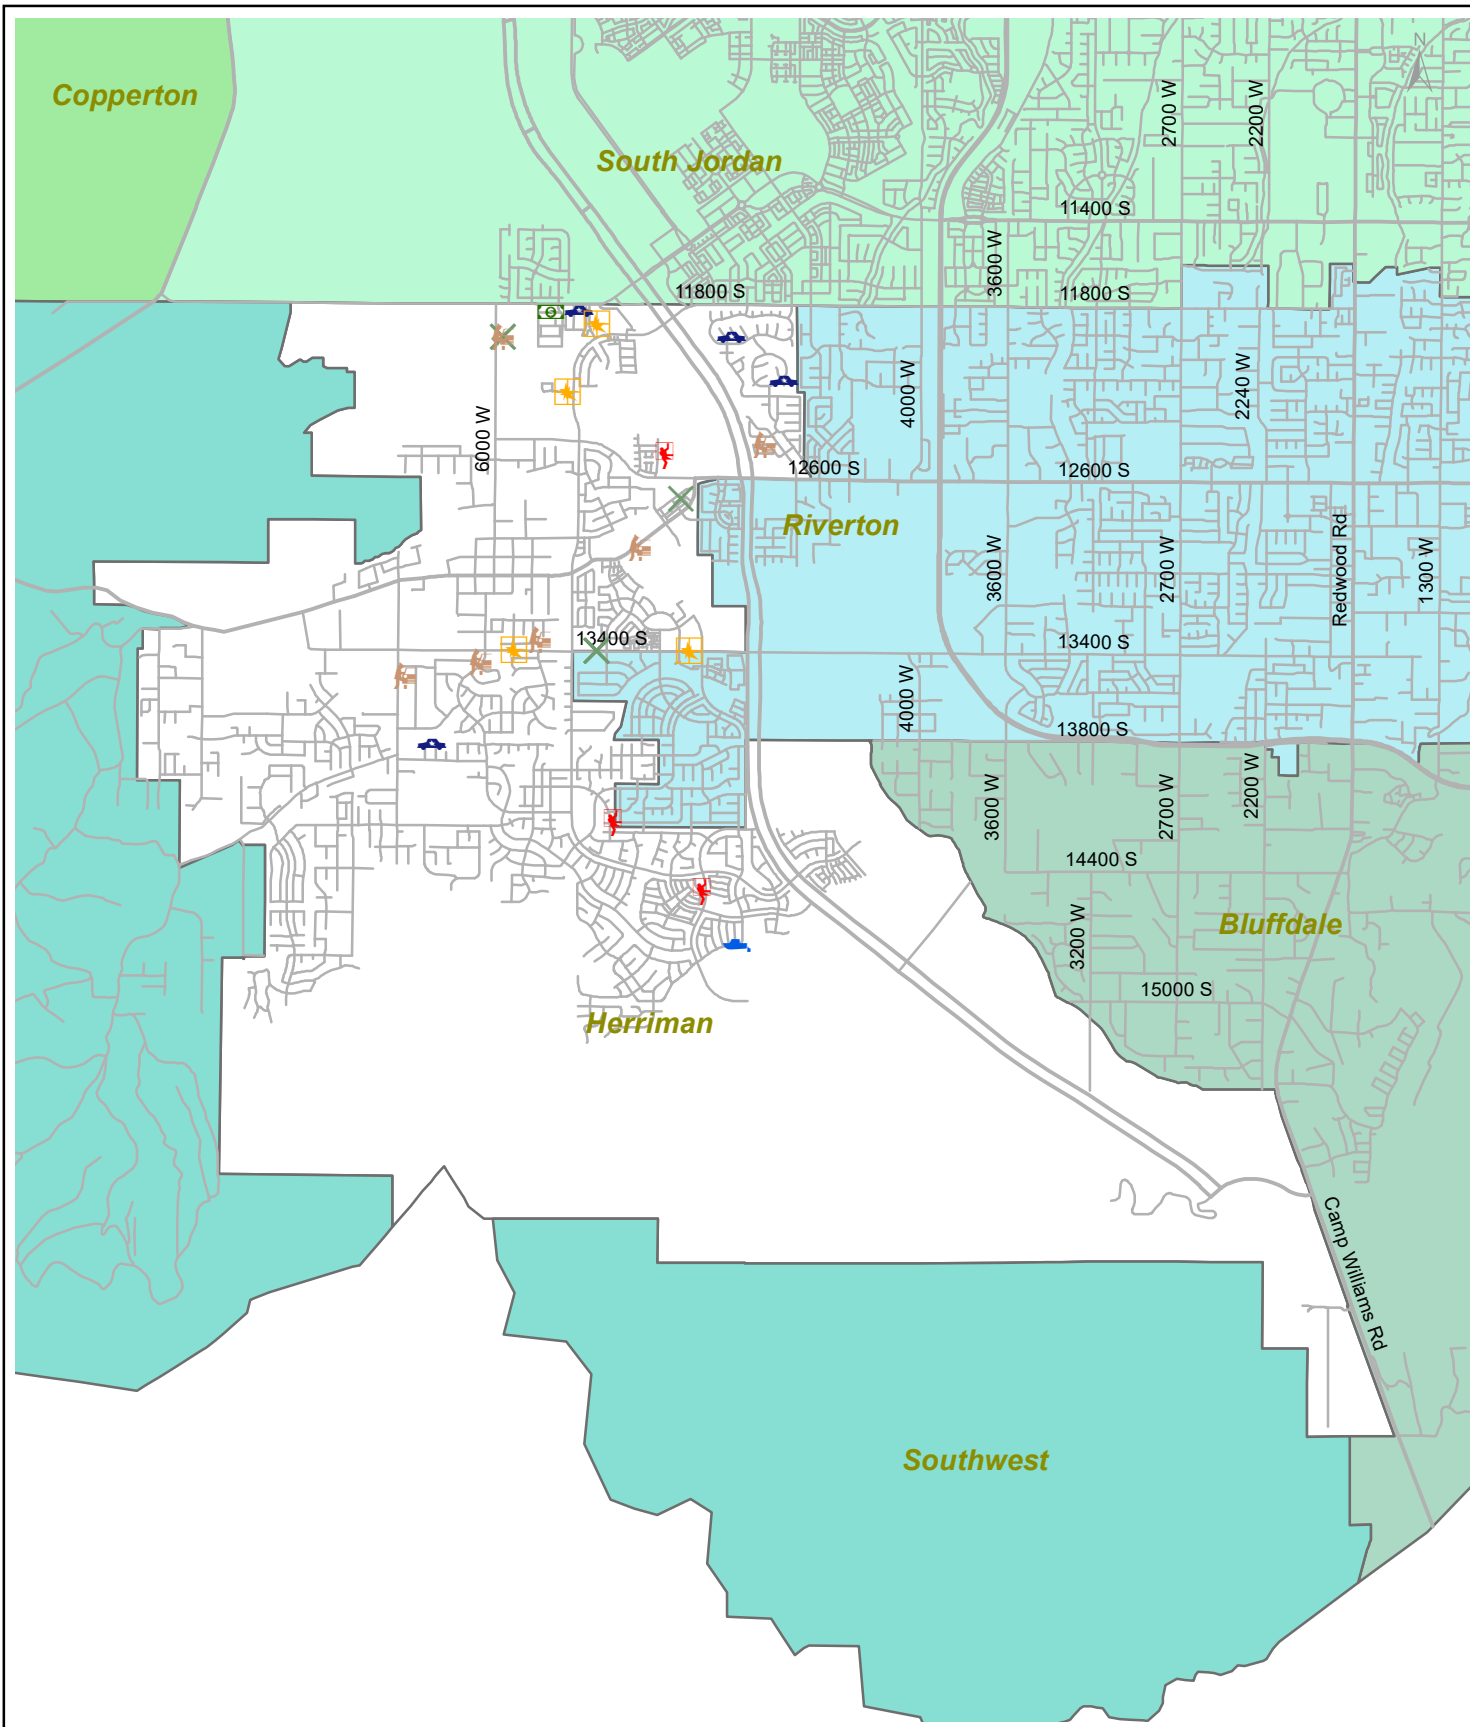 N
Copperton
2700 W
2200 W
South Jordan
11400 S
3600 W
11800 S
11800 S
4000 W
2240 W
6000 W
12600 S
12600 S
Riverton
Redwood Rd
3600 W
2700 W
1300 W
13400 S
13400 S
4000 W
13800 S
3600 W
2700 W
2200 W
14400 S
Bluffdale
3200 W
15000 S
Herriman
Camp Williams Rd
Southwest